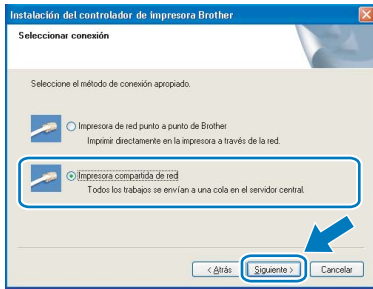 Instalación del controlador de impresora Brother
Seleccionar conexión
Seleccione el método de conexión apropiado.
Impresora de red punto a punto de Brother
Imprimir directamente en la impresora a través de la red.
Impresora compartida de red
Todos los trabajos se envían a una cola en el servidor central.
< Atrás Siguiente > Cancelar